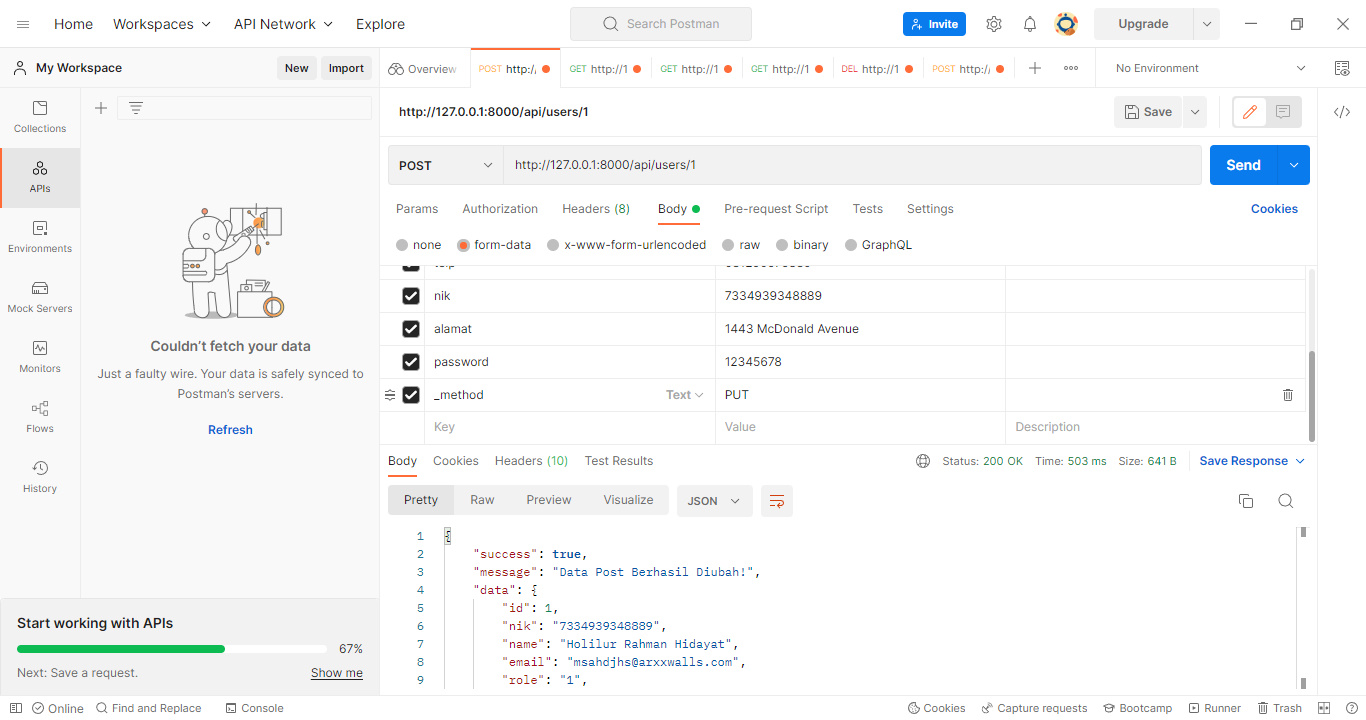 Home Workspaces API Network Explore Search Postman Invite Upgrade
My Workspace New Import Overview POST http:/ GET http://1 GET http://1 GET http://1 DEL http://1 POST http:/ No Environment
Collections
APIs
Environments
Mock Servers
Monitors
Flows
History
Couldn't fetch your data
Just a faulty wire. Your data is safely synced to
Postman's servers.
Refresh
Start working with APIs
67%
Next: Save a request. Show me
http://127.0.0.1:8000/api/users/1 Save
POST http://127.0.0.1:8000/api/users/1 Send
Params Authorization Headers (8) Body Pre-request Script Tests Settings Cookies
none form-data x-www-form-urlencoded raw binary GraphQL
nik 7334939348889
alamat 1443 McDonald Avenue
password 12345678
_method Text PUT
Key Value Description
Body Cookies Headers (10) Test Results Status: 200 OK Time: 503 ms Size: 641 B Save Response
Pretty Raw Preview Visualize JSON
1 {
2 "success": true,
3 "message": "Data Post Berhasil Diubah!",
4 "data": {
5 "id": 1,
6 "nik": "7334939348889",
7 "name": "Holilur Rahman Hidayat",
8 "email": "msahdjhs@arxxwalls.com",
9 "role": "1",
Online Find and Replace Console Cookies Capture requests Bootcamp Runner Trash